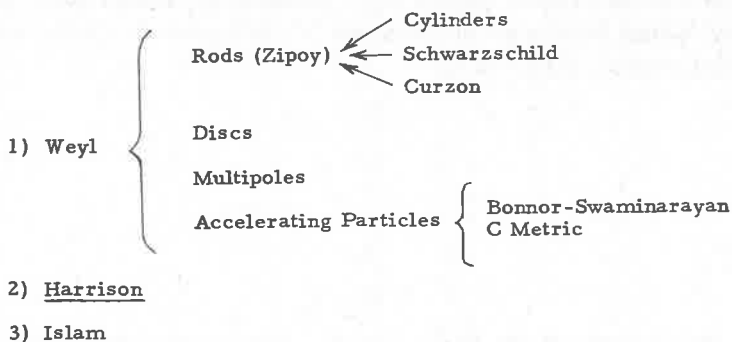 Cylinders
Rods (Zipoy) Schwarzschild
Curzon
1) Weyl
Discs
Multipoles
Accelerating Particles
Bonnor-Swaminarayan
C Metric
2) Harrison
3) Islam